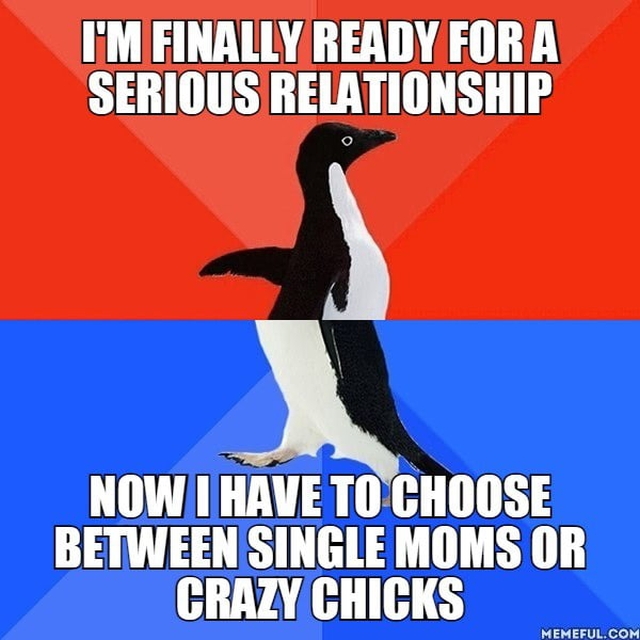 I'M FINALLY READY FOR A
SERIOUS RELATIONSHIP
NOW I HAVE TO CHOOSE
BETWEEN SINGLE MOMS OR
CRAZY CHICKS
MEMEFUL.COM